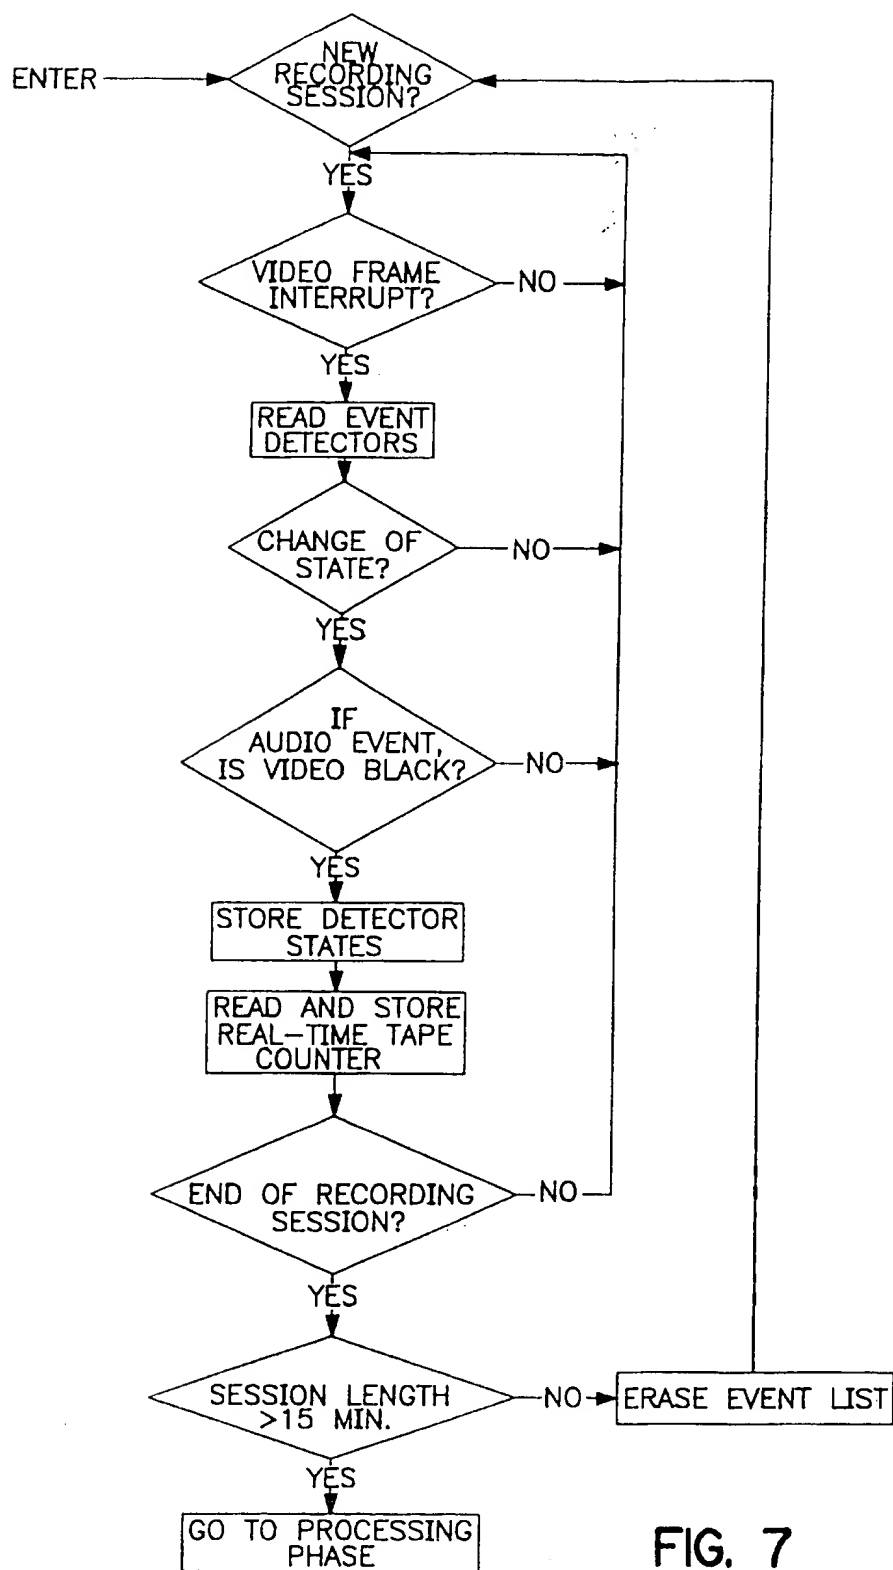 NEW
RECORDING
SESSION?
ENTER
YES
VIDEO FRAME
INTERRUPT?
NO
YES
READ EVENT
DETECTORS
CHANGE OF
STATE?
NO
YES
IF
AUDIO EVENT,
IS VIDEO BLACK?
NO
YES
STORE DETECTOR
STATES
READ AND STORE
REAL-TIME TAPE
COUNTER
END OF RECORDING
SESSION?
NO
YES
SESSION LENGTH
>15 MIN.
NO
ERASE EVENT LIST
YES
GO TO PROCESSING
PHASE
FIG. 7